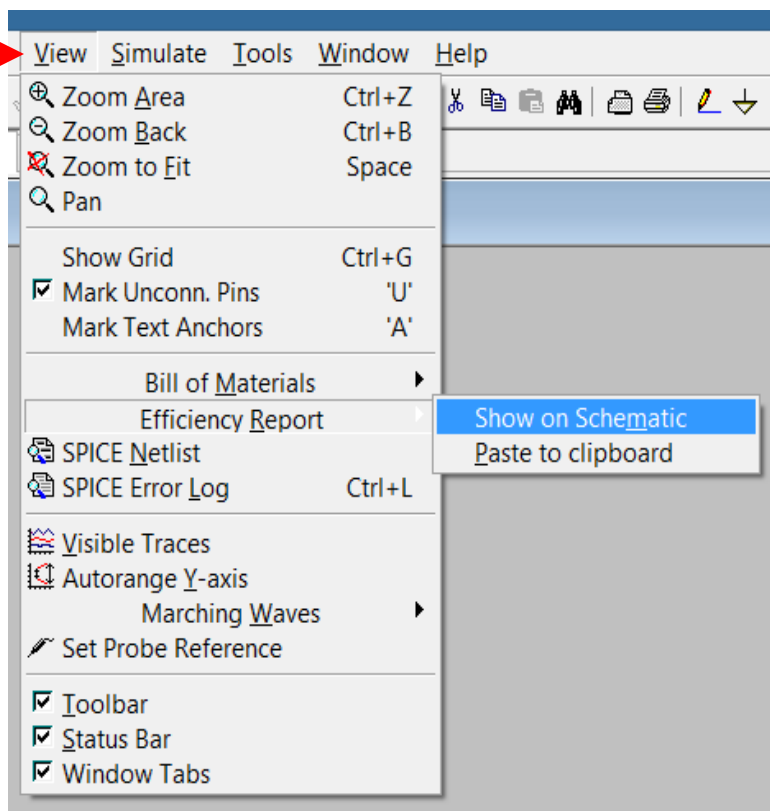 View Simulate Tools Window Help
Zoom Area Ctrl+Z
Zoom Back Ctrl+B
Zoom to Fit Space
Pan
Show Grid Ctrl+G
Mark Unconn. Pins 'U'
Mark Text Anchors 'A'
Bill of Materials
Efficiency Report
Show on Schematic
Paste to clipboard
SPICE Netlist
SPICE Error Log Ctrl+L
Visible Traces
Autorange Y-axis
Marching Waves
Set Probe Reference
Toolbar
Status Bar
Window Tabs